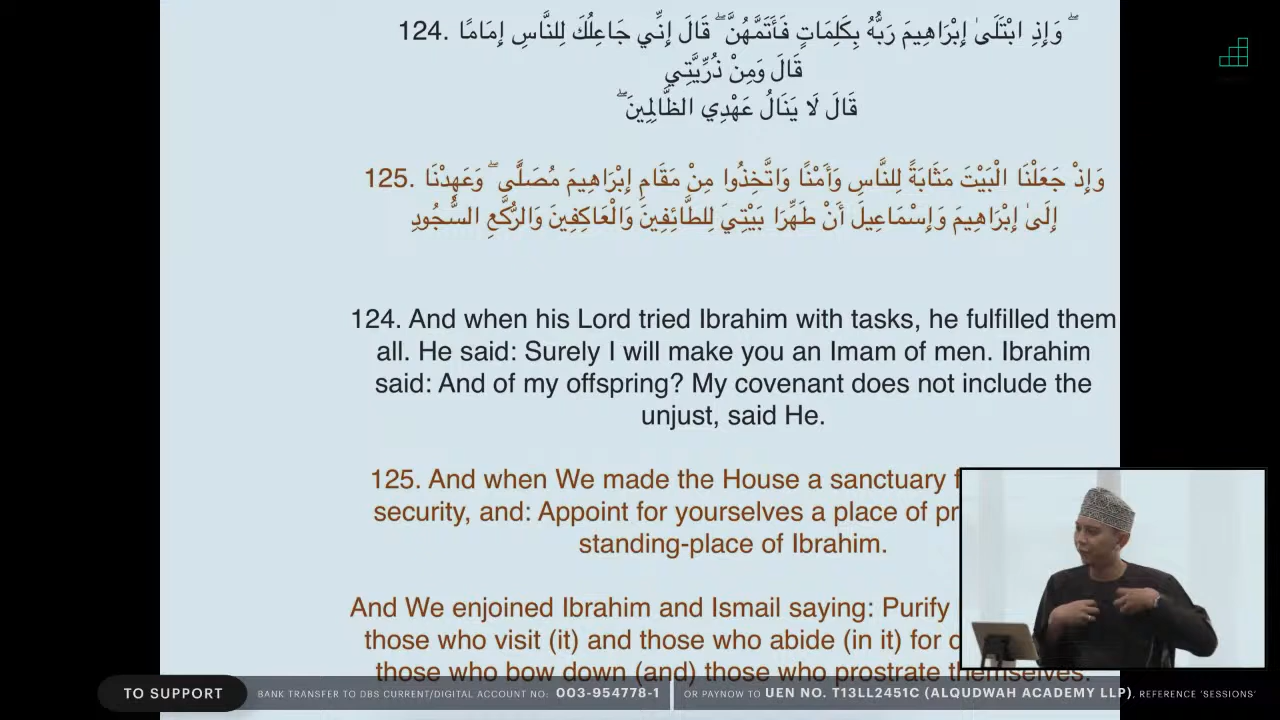 124. ۖ وَإِذِ ابْتَلَىٰ إِبْرَاهِيمَ رَبُّهُ بِكَلِمَاتٍ فَأَتَمَّهُنَّ ۖ قَالَ إِنِّي جَاعِلُكَ لِلنَّاسِ إِمَامًا
قَالَ وَمِنْ ذُرِّيَّتِي
قَالَ لَا يَنَالُ عَهْدِي الظَّالِمِينَ ۖ
125. وَإِذْ جَعَلْنَا الْبَيْتَ مَثَابَةً لِلنَّاسِ وَأَمْنًا وَاتَّخِذُوا مِنْ مَقَامِ إِبْرَاهِيمَ مُصَلًّى ۖ وَعَهِدْنَا
إِلَىٰ إِبْرَاهِيمَ وَإِسْمَاعِيلَ أَنْ طَهِّرَا بَيْتِيَ لِلطَّائِفِينَ وَالْعَاكِفِينَ وَالرُّكَّعِ السُّجُودِ
124. And when his Lord tried Ibrahim with tasks, he fulfilled them
all. He said: Surely I will make you an Imam of men. Ibrahim
said: And of my offspring? My covenant does not include the
unjust, said He.
125. And when We made the House a sanctuary
security, and: Appoint for yourselves a place of
standing-place of Ibrahim.
And We enjoined Ibrahim and Ismail saying: Purify
those who visit (it) and those who abide (in it) for
those who bow down (and) those who prostrate themselves.
TO SUPPORT BANK TRANSFER TO DBS CURRENT/DIGITAL ACCOUNT NO: 003-954778-1 OR PAYNOW TO UEN NO. T13LL2451C (ALQUDWAH ACADEMY LLP), REFERENCE 'SESSIONS'